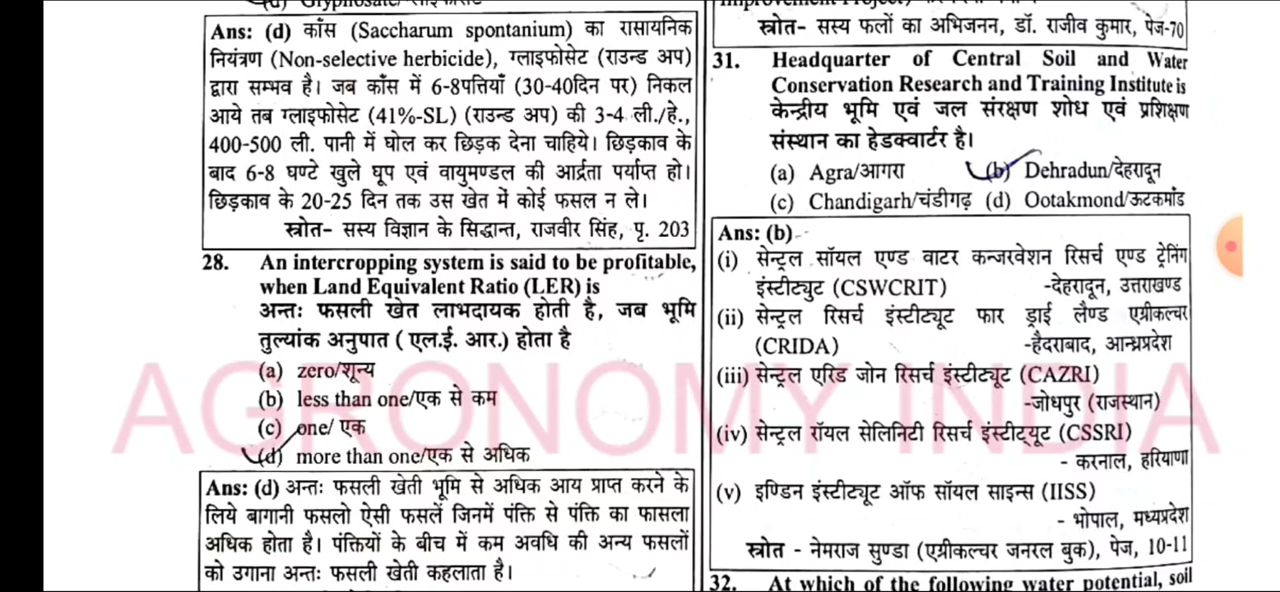 Ans: (d) काँस (Saccharum spontanium) का रासायनिक
नियंत्रण (Non-selective herbicide), ग्लाइफोसेट (राउन्ड अप)
द्वारा सम्भव है। जब काँस में 6-8पत्तियाँ (30-40दिन पर) निकल
आये तब ग्लाइफोसेट (41%-SL) (राउन्ड अप) की 3-4 ली./हे.,
400-500 ली. पानी में घोल कर छिड़क देना चाहिये। छिड़काव के
बाद 6-8 घण्टे खुले धूप एवं वायुमण्डल की आर्द्रता पर्याप्त हो।
छिड़काव के 20-25 दिन तक उस खेत में कोई फसल न ले।
स्त्रोत- सस्य विज्ञान के सिद्धान्त, राजवीर सिंह, पृ. 203
28. An intercropping system is said to be profitable,
when Land Equivalent Ratio (LER) is
अन्तः फसली खेत लाभदायक होती है, जब भूमि
तुल्यांक अनुपात ( एल.ई. आर.) होता है
(a) zero/शून्य
(b) less than one/एक से कम
(c) one/ एक
(d) more than one/एक से अधिक
Ans: (d) अन्तः फसली खेती भूमि से अधिक आय प्राप्त करने के
लिये बागानी फसलो ऐसी फसलें जिनमें पंक्ति से पंक्ति का फासला
अधिक होता है। पंक्तियों के बीच में कम अवधि की अन्य फसलों
को उगाना अन्तः फसली खेती कहलाता है।
स्त्रोत- सस्य फलों का अभिजनन, डॉ. राजीव कुमार, पेज-70
31. Headquarter of Central Soil and Water
Conservation Research and Training Institute is
केन्द्रीय भूमि एवं जल संरक्षण शोध एवं प्रशिक्षण
संस्थान का हेडक्वार्टर है।
(a) Agra/आगरा (b) Dehradun/देहरादून
(c) Chandigarh/चंडीगढ़ (d) Ootakmond/ऊटकमाँड
Ans: (b)
(i) सेन्ट्रल सॉयल एण्ड वाटर कन्जरवेशन रिसर्च एण्ड ट्रेनिंग
इंस्टीट्युट (CSWCRIT) -देहरादून, उत्तराखण्ड
(ii) सेन्ट्रल रिसर्च इंस्टीट्यूट फार ड्राई लैण्ड एग्रीकल्चर
(CRIDA) -हैदराबाद, आन्ध्रप्रदेश
(iii) सेन्ट्रल एरिड जोन रिसर्च इंस्टीट्यूट (CAZRI)
-जोधपुर (राजस्थान)
(iv) सेन्ट्रल रॉयल सेलिनिटी रिसर्च इंस्टीट्यूट (CSSRI)
- करनाल, हरियाणा
(v) इण्डिन इंस्टीट्यूट ऑफ सॉयल साइन्स (IISS)
- भोपाल, मध्यप्रदेश
स्त्रोत - नेमराज सुण्डा (एग्रीकल्चर जनरल बुक), पेज, 10-11
32. At which of the following water potential, soil
AGRONOMY INDIA